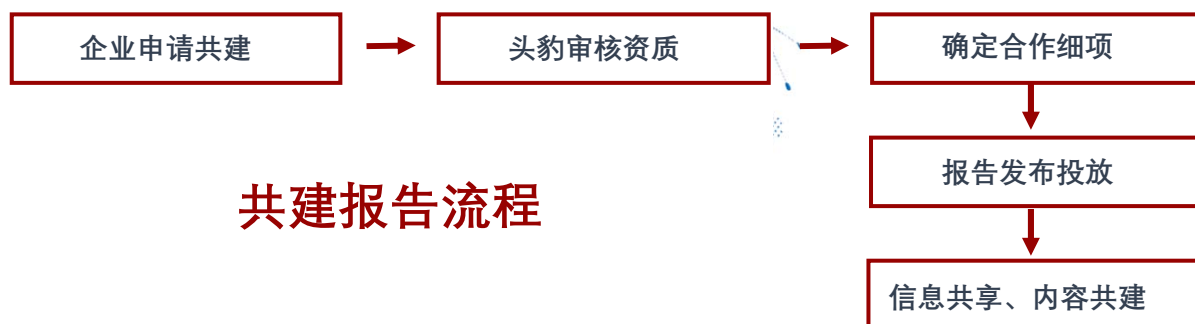 企业申请共建
头豹审核资质
确定合作细项
报告发布投放
共建报告流程
信息共享、内容共建